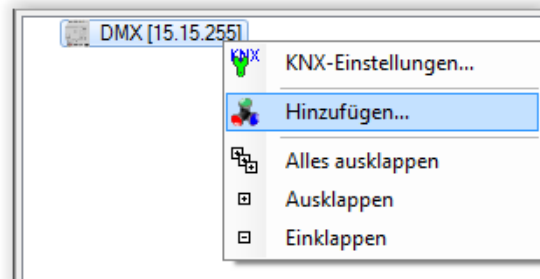 DMX [15.15.255]
KNX
KNX-Einstellungen...
Hinzufügen...
Alles ausklappen
Ausklappen
Einklappen